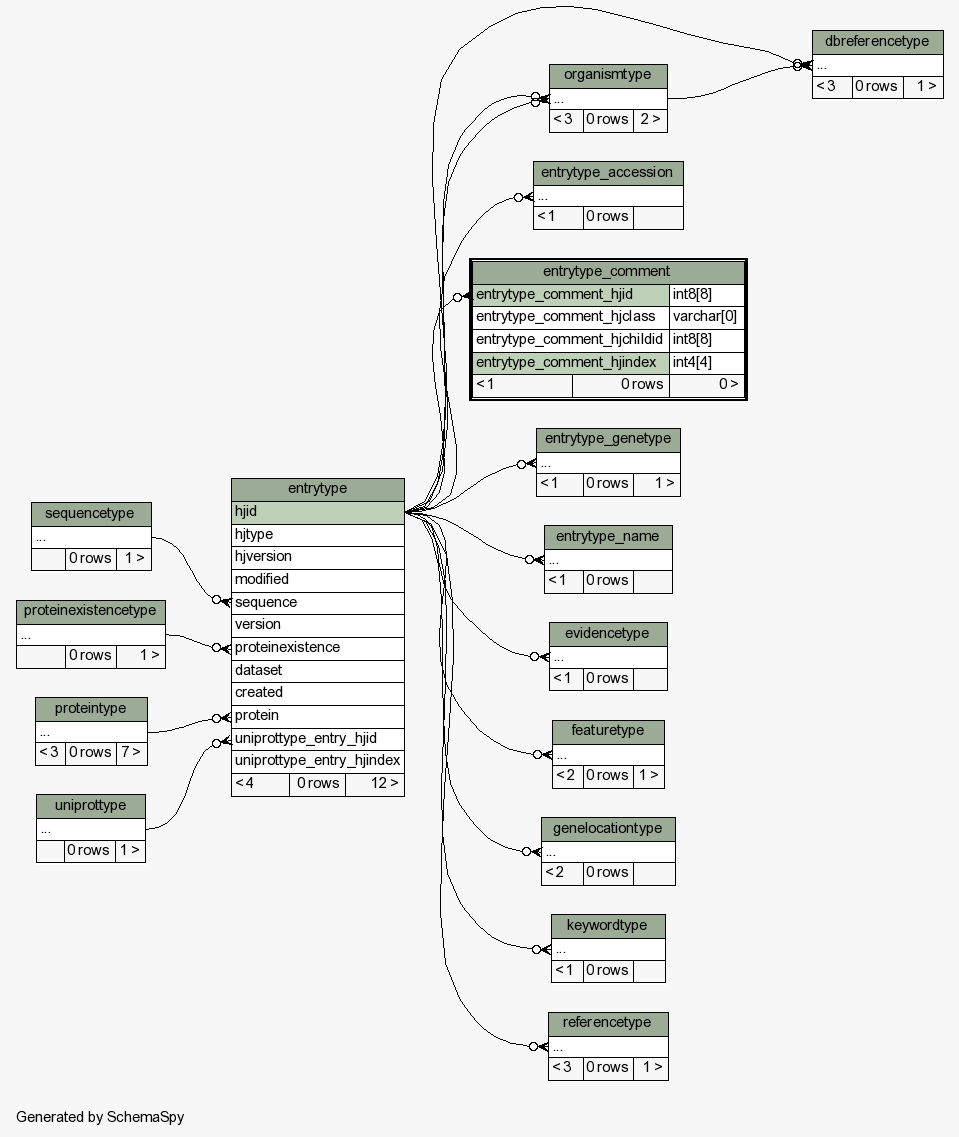 dbreferencetype
...
< 3 0 rows 1 >
organismtype
...
< 3 0 rows 2 >
entrytype_accession
...
< 1 0 rows
entrytype_comment
entrytype_comment_hjid int8[8]
entrytype_comment_hjclass varchar[0]
entrytype_comment_hjchildid int8[8]
entrytype_comment_hjindex int4[4]
< 1 0 rows 0 >
entrytype_genetype
...
< 1 0 rows 1 >
entrytype_name
...
< 1 0 rows
evidencetype
...
< 1 0 rows
featuretype
...
< 2 0 rows 1 >
genelocationtype
...
< 2 0 rows
keywordtype
...
< 1 0 rows
referencetype
...
< 3 0 rows 1 >
entrytype
hjid
hjtype
hjversion
modified
sequence
version
proteinexistence
dataset
created
protein
uniprottype_entry_hjid
uniprottype_entry_hjindex
< 4 0 rows 12 >
sequencetype
...
0 rows 1 >
proteinexistencetype
...
0 rows 1 >
proteintype
...
< 3 0 rows 7 >
uniprottype
...
0 rows 1 >
Generated by SchemaSpy